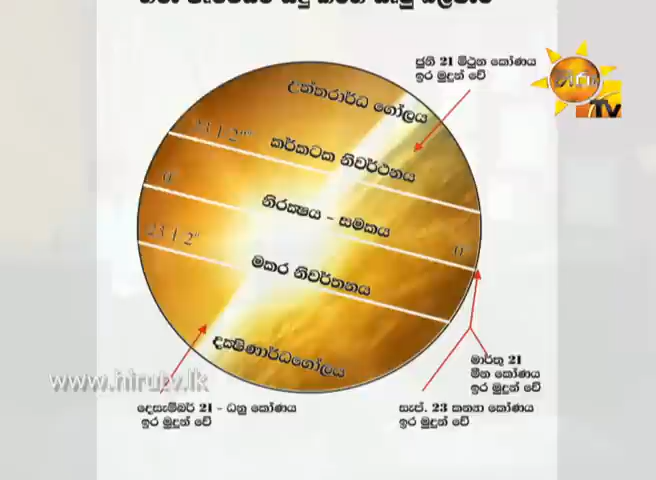 ජුනි 21 මිථුන කෝණය
ඉර මුදුන් වේ
හිරු
TV
උත්තරාර්ධ ගෝලය
23 1 2"
කර්කටක නිවර්ථනය
0
නිරක්ෂය - සමකය
0
23 1 2"
මකර නිවර්තනය
දක්ෂිණාර්ධගෝලය
www.hirutv.lk
මාර්තු 21
මීන කෝණය
ඉර මුදුන් වේ
දෙසැම්බර් 21 - ධනු කෝණය
ඉර මුදුන් වේ
සැප්. 23 කන්‍යා කෝණය
ඉර මුදුන් වේ